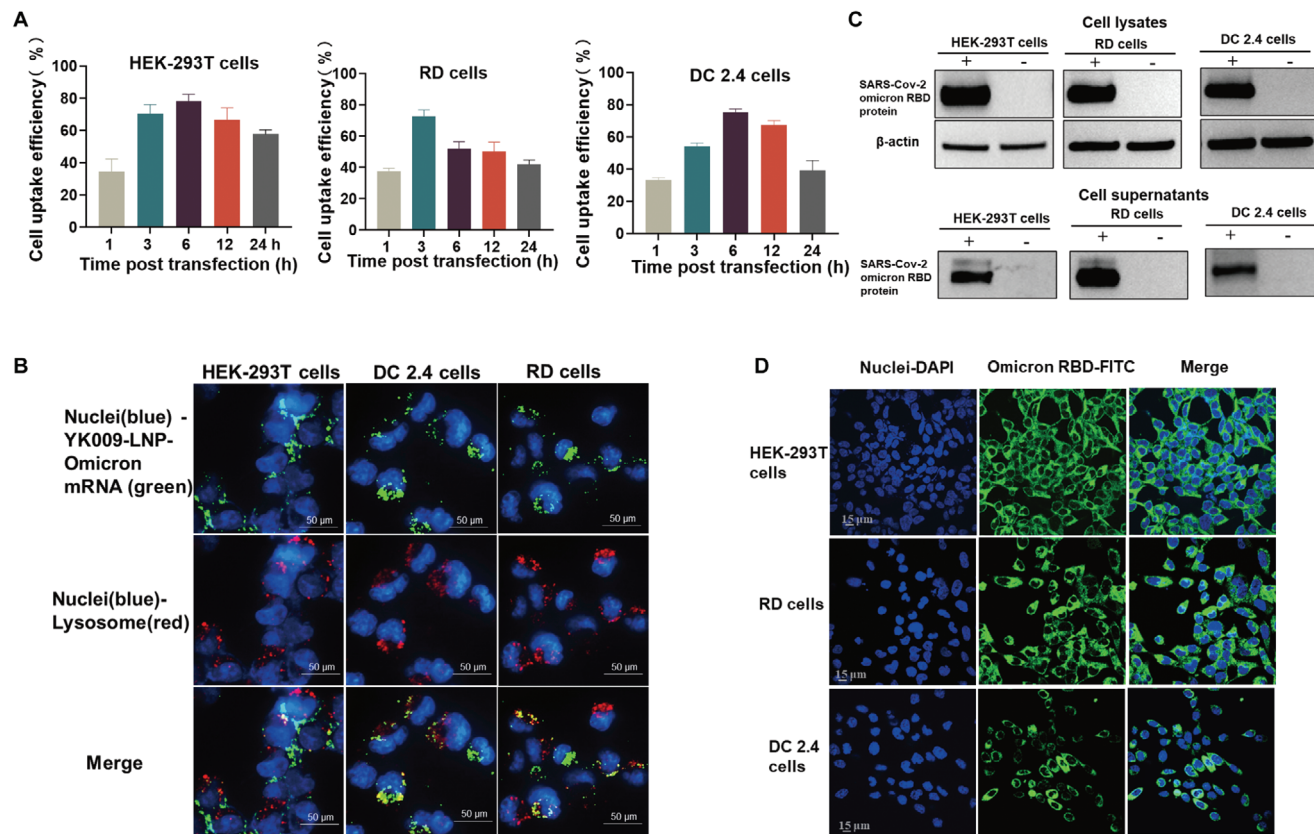 A
HEK-293T cells
Cell uptake efficiency（%）
100
80
60
40
20
0
1 3 6 12 24 h
Time post transfection (h)
RD cells
Cell uptake efficiency（%）
100
80
60
40
20
0
1 3 6 12 24
Time post transfection (h)
DC 2.4 cells
Cell uptake efficiency（%）
100
80
60
40
20
0
1 3 6 12 24
Time post transfection (h)
C
Cell lysates
HEK-293T cells
RD cells
DC 2.4 cells
+ - + - + -
SARS-Cov-2
omicron RBD
protein
β-actin
Cell supernatants
HEK-293T cells
RD cells
DC 2.4 cells
+ - + - + -
SARS-Cov-2
omicron RBD
protein
B
HEK-293T cells DC 2.4 cells RD cells
Nuclei(blue) -
YK009-LNP-
Omicron
mRNA (green)
50 µm 50 µm 50 µm
Nuclei(blue)-
Lysosome(red)
50 µm 50 µm 50 µm
Merge
50 µm 50 µm 50 µm
D
Nuclei-DAPI Omicron RBD-FITC Merge
HEK-293T
cells
15 µm
RD cells
15 µm
DC 2.4
cells
15 µm